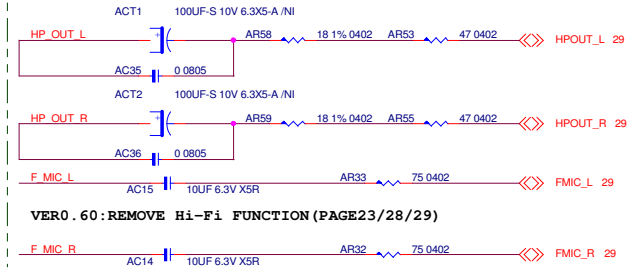 ACT1 100UF-S 10V 6.3X5-A /NI
HP_OUT_L AR58 18 1% 0402 AR53 47 0402 HPOUT_L 29
AC35 0 0805
ACT2 100UF-S 10V 6.3X5-A /NI
HP_OUT_R AR59 18 1% 0402 AR55 47 0402 HPOUT_R 29
AC36 0 0805
F_MIC_L AR33 75 0402 FMIC_L 29
AC15 10UF 6.3V X5R
VER0.60:REMOVE Hi-Fi FUNCTION(PAGE23/28/29)
F_MIC_R AR32 75 0402 FMIC_R 29
AC14 10UF 6.3V X5R